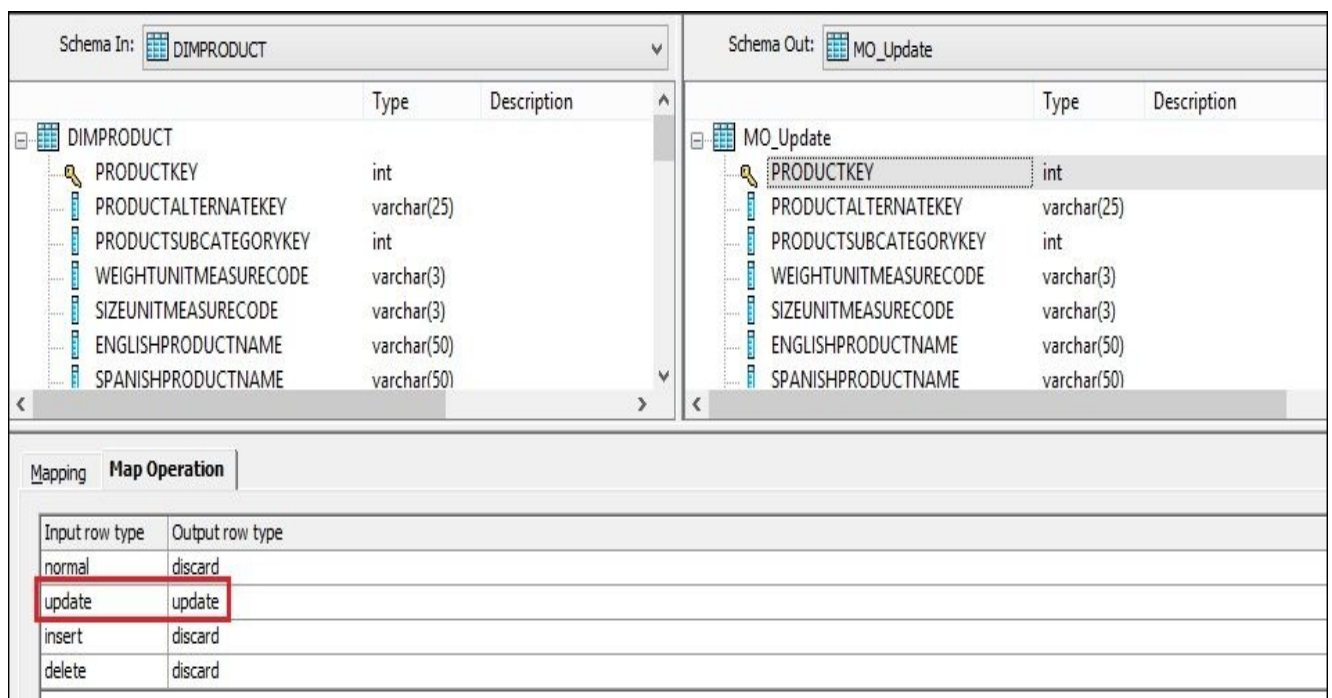 Schema In: DIMPRODUCT
Schema Out: MO_Update
Type Description
Type Description
DIMPRODUCT
MO_Update
PRODUCTKEY int
PRODUCTKEY int
PRODUCTALTERNATEKEY varchar(25)
PRODUCTALTERNATEKEY varchar(25)
PRODUCTSUBCATEGORYKEY int
PRODUCTSUBCATEGORYKEY int
WEIGHTUNITMEASURECODE varchar(3)
WEIGHTUNITMEASURECODE varchar(3)
SIZEUNITMEASURECODE varchar(3)
SIZEUNITMEASURECODE varchar(3)
ENGLISHPRODUCTNAME varchar(50)
ENGLISHPRODUCTNAME varchar(50)
SPANISHPRODUCTNAME varchar(50)
SPANISHPRODUCTNAME varchar(50)
Mapping Map Operation
Input row type Output row type
normal discard
update update
insert discard
delete discard